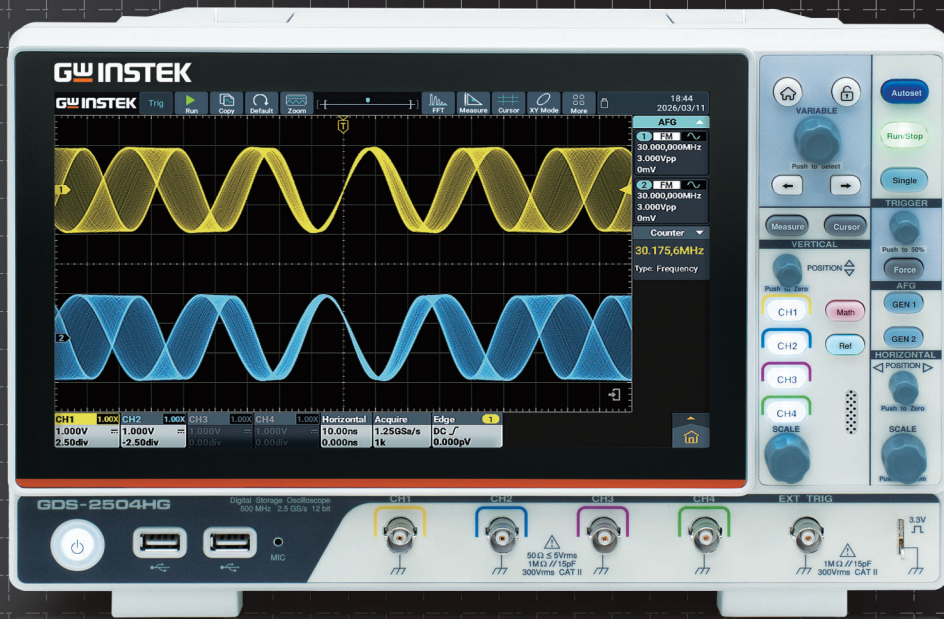 GW INSTEK
GW INSTEK
Trig
Run
Copy
Default
Zoom
FFT
Measure
Cursor
XY Mode
More
18:44
2026/03/11
T
AFG
1 FM
30.000,000MHz
3.000Vpp
0mV
2 FM
30.000,000MHz
3.000Vpp
0mV
Counter
30.175,6MHz
Type: Frequency
1
2
CH1 1.00X
1.000V
2.50div
CH2 1.00X
1.000V
-2.50div
CH3 1.00X
1.000V
0.00div
CH4 1.00X
1.000V
0.00div
Horizontal
10.00ns
0.000ns
Acquire
1.25GSa/s
1k
Edge 1
DC
0.000pV
VARIABLE
Push to Select
Autoset
Run/Stop
Single
Measure
Cursor
TRIGGER
Push to 50%
Force
VERTICAL
POSITION
Push to Zero
CH1
Math
CH2
Ref
CH3
CH4
SCALE
AFG
GEN 1
GEN 2
HORIZONTAL
POSITION
Push to Zero
SCALE
GDS-2504HG
Digital Storage Oscilloscope
500 MHz 2.5 GS/s 12 bit
MIC
CH1
CH2
CH3
CH4
EXT TRIG
50Ω ≤ 5Vrms
1MΩ//15pF
300Vrms CAT II
1MΩ//15pF
300Vrms CAT II
3.3V